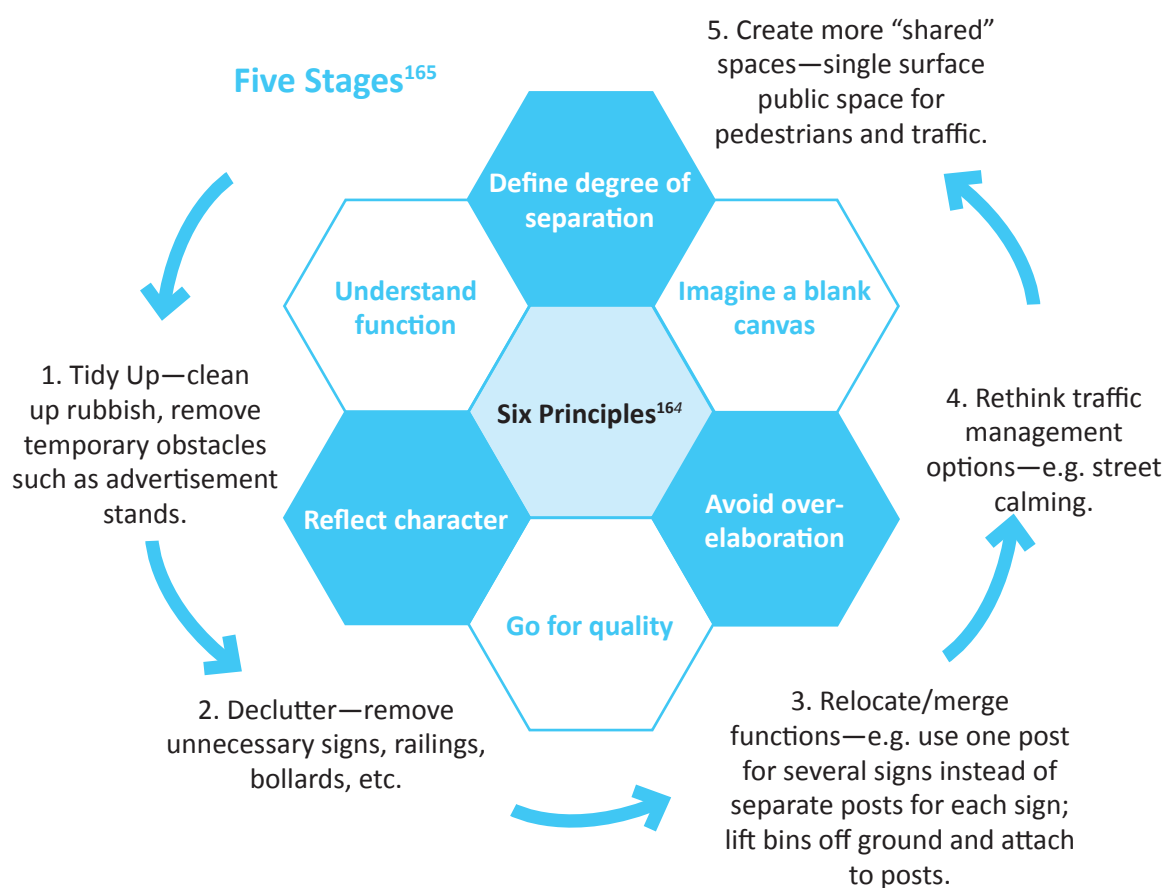 Five Stages165
Define degree of
separation
Understand
function
Imagine a blank
canvas
Six Principles164
Reflect character
Avoid over-
elaboration
Go for quality
1. Tidy Up—clean
up rubbish, remove
temporary obstacles
such as advertisement
stands.
2. Declutter—remove
unnecessary signs, railings,
bollards, etc.
3. Relocate/merge
functions—e.g. use one post
for several signs instead of
separate posts for each sign;
lift bins off ground and attach
to posts.
4. Rethink traffic
management
options—e.g. street
calming.
5. Create more “shared”
spaces—single surface
public space for
pedestrians and traffic.